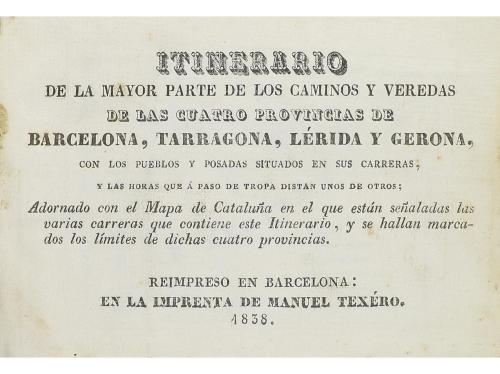 ITINERARIO
DE LA MAYOR PARTE DE LOS CAMINOS Y VEREDAS
DE LAS CUATRO PROVINCIAS DE
BARCELONA, TARRAGONA, LÉRIDA Y GERONA,
CON LOS PUEBLOS Y POSADAS SITUADOS EN SUS CARRERAS,
Y LAS HORAS QUE Á PASO DE TROPA DISTAN UNOS DE OTROS;
Adornado con el Mapa de Cataluña en el que están señaladas las
varias carreras que contiene este Itinerario, y se hallan marca-
dos los límites de dichas cuatro provincias.
REIMPRESO EN BARCELONA:
EN LA IMPRENTA DE MANUEL TEXÉRO.
1838.